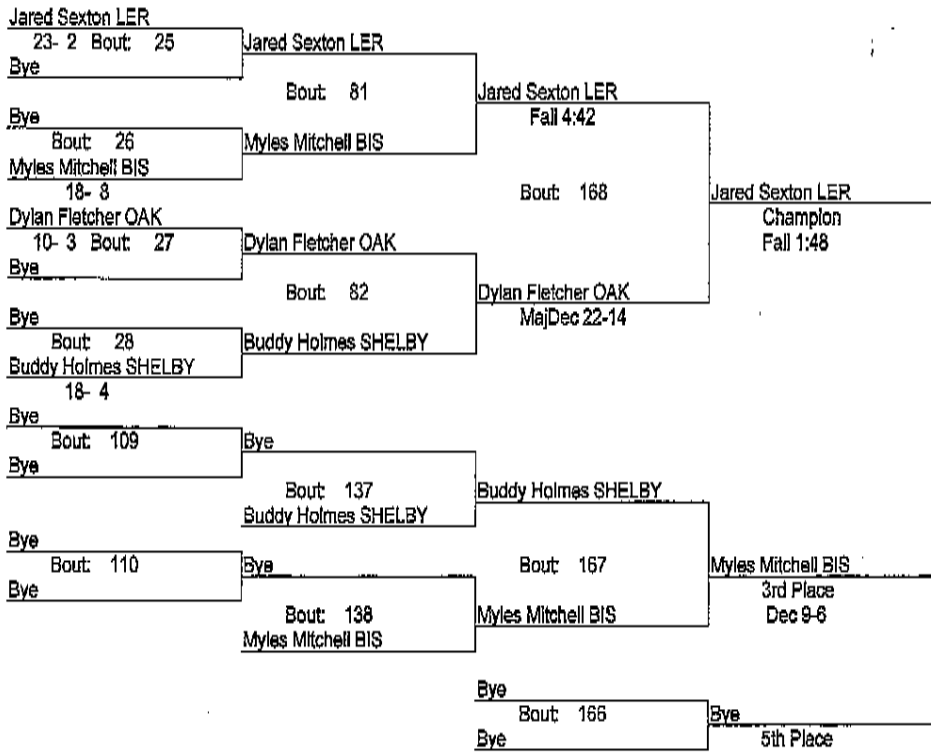 Jared Sexton LER
23- 2 Bout: 25
Bye
Jared Sexton LER
Bout: 81
Bye
Bout: 26
Myles Mitchell BIS
18- 8
Myles Mitchell BIS
Jared Sexton LER
Fall 4:42
Bout: 168
Dylan Fletcher OAK
10- 3 Bout: 27
Bye
Dylan Fletcher OAK
Bout: 82
Bye
Bout: 28
Buddy Holmes SHELBY
18- 4
Buddy Holmes SHELBY
Dylan Fletcher OAK
MajDec 22-14
Jared Sexton LER
Champion
Fall 1:48
Bye
Bout: 109
Bye
Bye
Bout: 137
Buddy Holmes SHELBY
Buddy Holmes SHELBY
Bye
Bout: 110
Bye
Bye
Bout: 138
Myles Mitchell BIS
Bout: 167
Myles Mitchell BIS
Myles Mitchell BIS
3rd Place
Dec 9-6
Bye
Bout: 166
Bye
Bye
5th Place